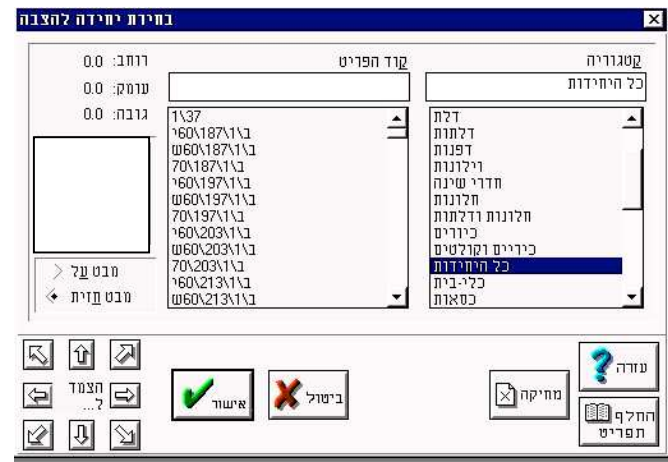 בחירת יחידה להצבה
קטגוריה
כל היחידות
דלת
דלתות
דפנות
וילונות
חדרי שינה
חלונות
חלונות ודלתות
כיורים
כיריים וקולטים
כל היחידות
כלי-בית
כסאות
קוד הפריט
1\37
ב\1\187\60י
ב\1\187\60ש
ב\1\187\70
ב\1\197\60י
ב\1\197\60ש
ב\1\197\70
ב\1\203\60י
ב\1\203\60ש
ב\1\203\70
ב\1\213\60י
ב\1\213\60ש
רוחב: 0.0
עומק: 0.0
גובה: 0.0
מבט על
מבט חזית
עזרה
החלף
תפריט
מחיקה
ביטול
אישור
הצמד
ל...